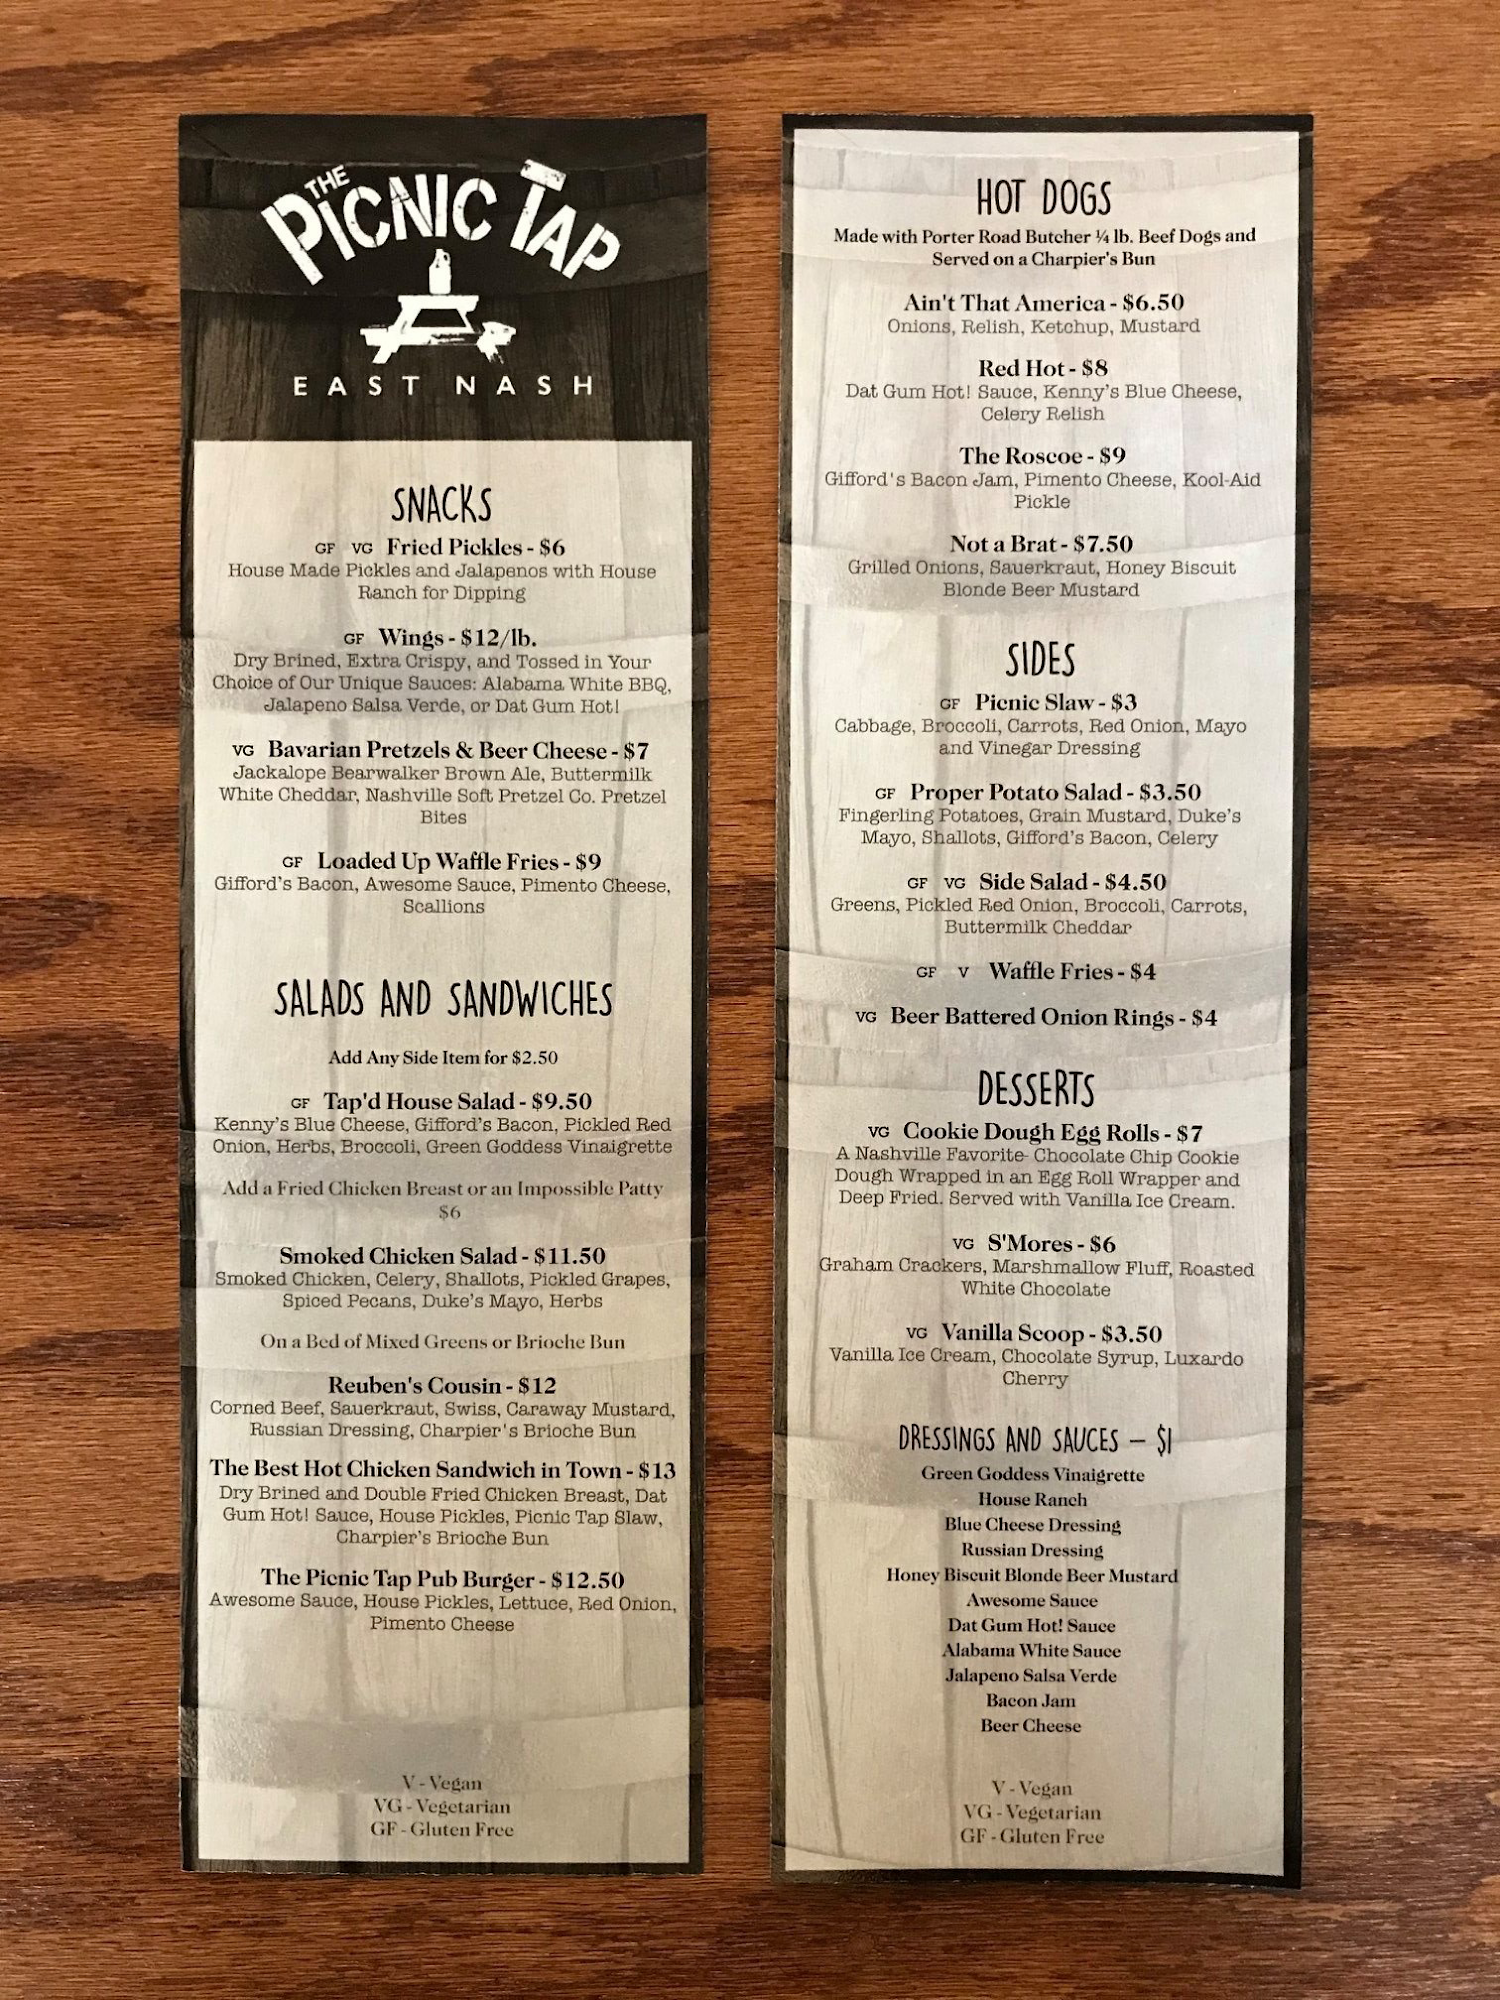 THE
PICNIC TAP
EAST NASH
SNACKS
GF VG Fried Pickles - $6
House Made Pickles and Jalapenos with House
Ranch for Dipping
GF Wings - $12/lb.
Dry Brined, Extra Crispy, and Tossed in Your
Choice of Our Unique Sauces: Alabama White BBQ,
Jalapeno Salsa Verde, or Dat Gum Hot!
VG Bavarian Pretzels & Beer Cheese - $7
Jackalope Bearwalker Brown Ale, Buttermilk
White Cheddar, Nashville Soft Pretzel Co. Pretzel
Bites
GF Loaded Up Waffle Fries - $9
Gifford's Bacon, Awesome Sauce, Pimento Cheese,
Scallions
SALADS AND SANDWICHES
Add Any Side Item for $2.50
GF Tap'd House Salad - $9.50
Kenny's Blue Cheese, Gifford's Bacon, Pickled Red
Onion, Herbs, Broccoli, Green Goddess Vinaigrette
Add a Fried Chicken Breast or an Impossible Patty
$6
Smoked Chicken Salad - $11.50
Smoked Chicken, Celery, Shallots, Pickled Grapes,
Spiced Pecans, Duke's Mayo, Herbs
On a Bed of Mixed Greens or Brioche Bun
Reuben's Cousin - $12
Corned Beef, Sauerkraut, Swiss, Caraway Mustard,
Russian Dressing, Charpier's Brioche Bun
The Best Hot Chicken Sandwich in Town - $13
Dry Brined and Double Fried Chicken Breast, Dat
Gum Hot! Sauce, House Pickles, Picnic Tap Slaw,
Charpier's Brioche Bun
The Picnic Tap Pub Burger - $12.50
Awesome Sauce, House Pickles, Lettuce, Red Onion,
Pimento Cheese
V - Vegan
VG - Vegetarian
GF - Gluten Free
HOT DOGS
Made with Porter Road Butcher ¼ lb. Beef Dogs and
Served on a Charpier's Bun
Ain't That America - $6.50
Onions, Relish, Ketchup, Mustard
Red Hot - $8
Dat Gum Hot! Sauce, Kenny's Blue Cheese,
Celery Relish
The Roscoe - $9
Gifford's Bacon Jam, Pimento Cheese, Kool-Aid
Pickle
Not a Brat - $7.50
Grilled Onions, Sauerkraut, Honey Biscuit
Blonde Beer Mustard
SIDES
GF Picnic Slaw - $3
Cabbage, Broccoli, Carrots, Red Onion, Mayo
and Vinegar Dressing
GF Proper Potato Salad - $3.50
Fingerling Potatoes, Grain Mustard, Duke's
Mayo, Shallots, Gifford's Bacon, Celery
GF VG Side Salad - $4.50
Greens, Pickled Red Onion, Broccoli, Carrots,
Buttermilk Cheddar
GF V Waffle Fries - $4
VG Beer Battered Onion Rings - $4
DESSERTS
VG Cookie Dough Egg Rolls - $7
A Nashville Favorite- Chocolate Chip Cookie
Dough Wrapped in an Egg Roll Wrapper and
Deep Fried. Served with Vanilla Ice Cream.
VG S'Mores - $6
Graham Crackers, Marshmallow Fluff, Roasted
White Chocolate
VG Vanilla Scoop - $3.50
Vanilla Ice Cream, Chocolate Syrup, Luxardo
Cherry
DRESSINGS AND SAUCES – $1
Green Goddess Vinaigrette
House Ranch
Blue Cheese Dressing
Russian Dressing
Honey Biscuit Blonde Beer Mustard
Awesome Sauce
Dat Gum Hot! Sauce
Alabama White Sauce
Jalapeno Salsa Verde
Bacon Jam
Beer Cheese
V - Vegan
VG - Vegetarian
GF - Gluten Free